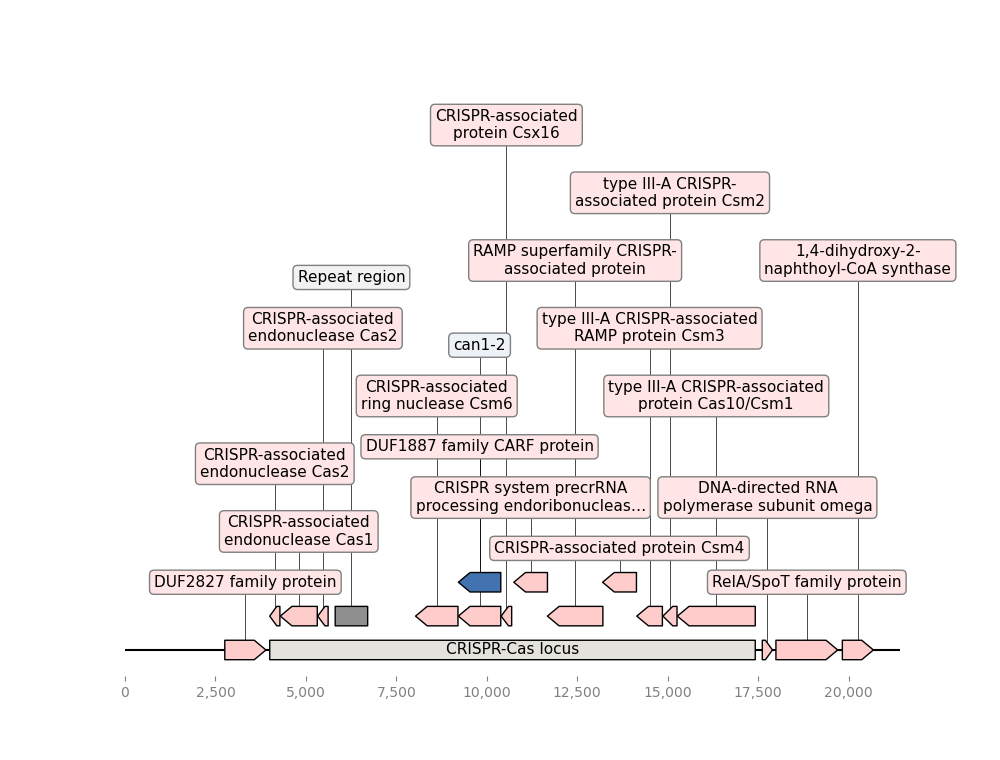 CRISPR-associated
protein Csx16
type III-A CRISPR-
associated protein Csm2
RAMP superfamily CRISPR-
associated protein
1,4-dihydroxy-2-
naphthoyl-CoA synthase
Repeat region
CRISPR-associated
endonuclease Cas2
type III-A CRISPR-associated
RAMP protein Csm3
can1-2
CRISPR-associated
ring nuclease Csm6
type III-A CRISPR-associated
protein Cas10/Csm1
DUF1887 family CARF protein
CRISPR-associated
endonuclease Cas2
CRISPR system precrRNA
processing endoribonucleas...
DNA-directed RNA
polymerase subunit omega
CRISPR-associated
endonuclease Cas1
CRISPR-associated protein Csm4
DUF2827 family protein
RelA/SpoT family protein
CRISPR-Cas locus
0
2,500
5,000
7,500
10,000
12,500
15,000
17,500
20,000